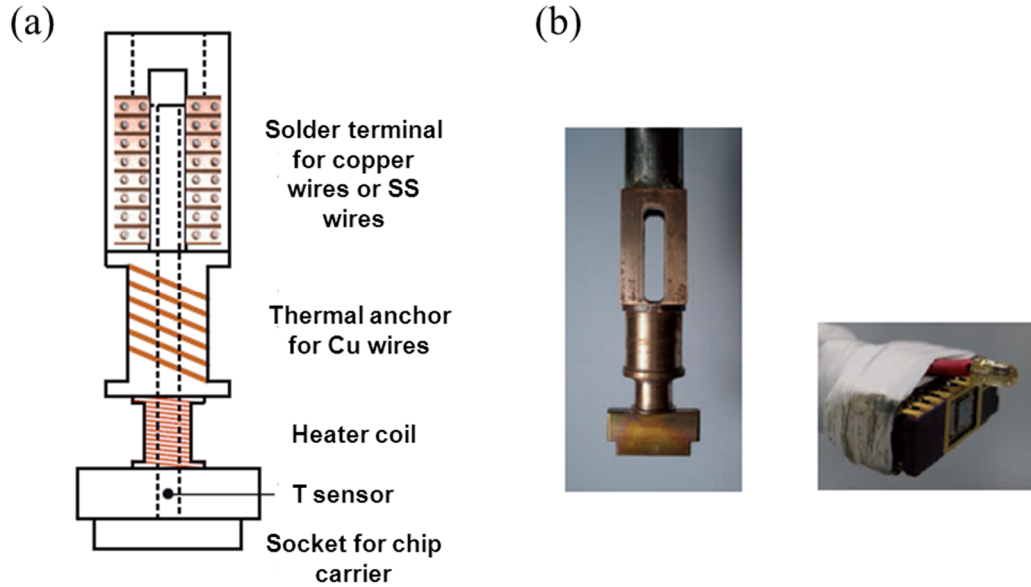 (a)
(b)
Solder terminal
for copper
wires or SS
wires
Thermal anchor
for Cu wires
Heater coil
T sensor
Socket for chip
carrier